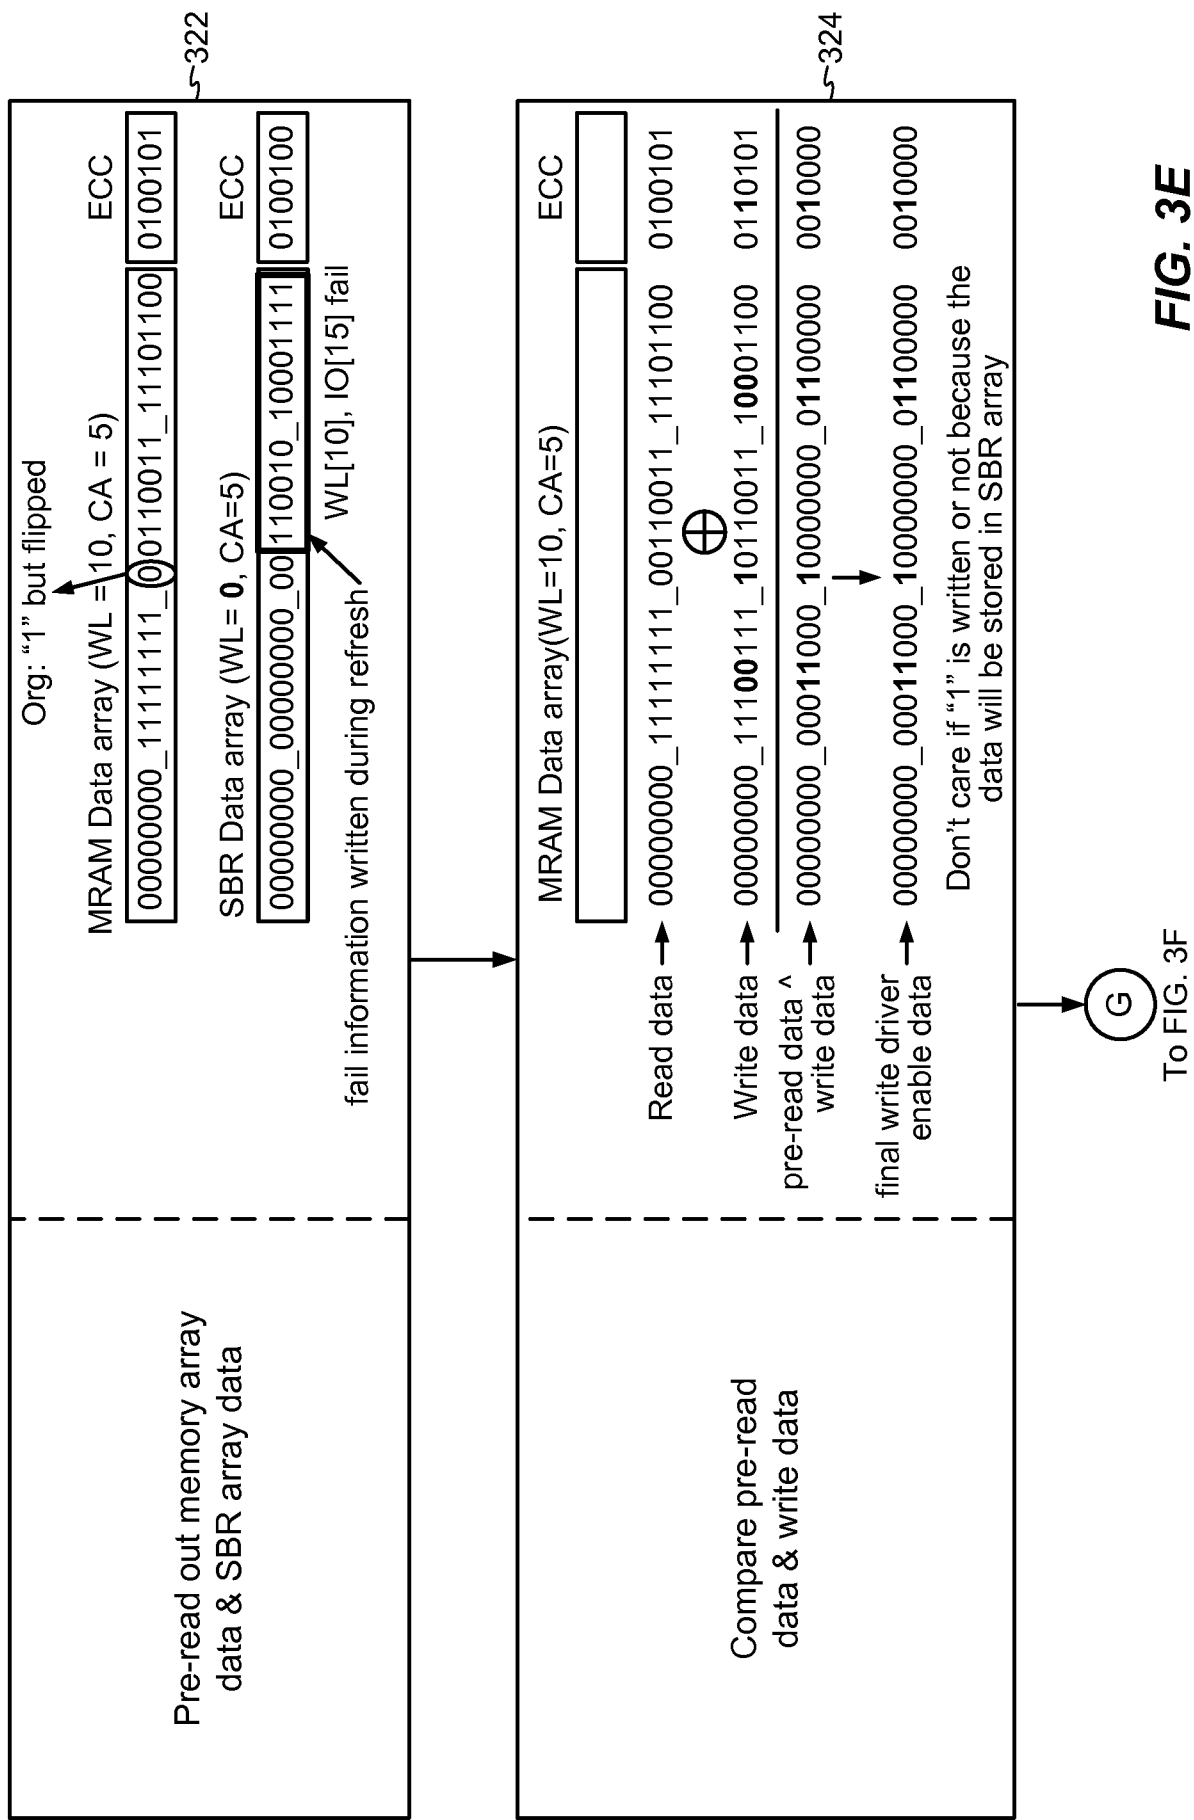 Pre-read out memory array
data & SBR array data
Org: “1” but flipped
MRAM Data array (WL = 10, CA = 5) ECC
00000000_11111111_00110011_11101100 0100101
SBR Data array (WL= 0, CA=5) ECC
00000000_00000000_00110010_10001111 0100100
fail information written during refresh
WL[10], IO[15] fail
322
Compare pre-read
data & write data
MRAM Data array(WL=10, CA=5) ECC
Read data 00000000_11111111_00110011_11101100 0100101
Write data 00000000_11100111_10110011_10001100 0110101
pre-read data ^
write data 00000000_00011000_10000000_01100000 0010000
final write driver
enable data 00000000_00011000_10000000_01100000 0010000
Don't care if “1” is written or not because the
data will be stored in SBR array
324
G
To FIG. 3F
FIG. 3E